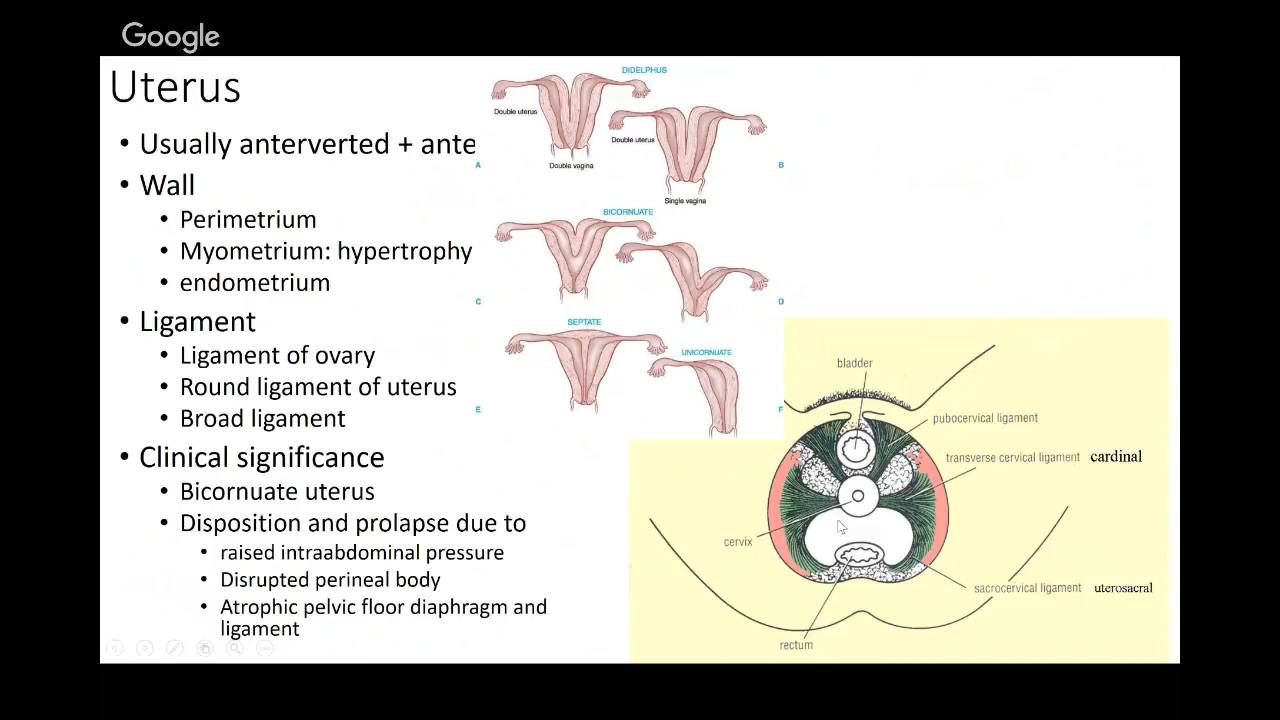 Google
Uterus
• Usually anterverted + ante
• Wall
• Perimetrium
• Myometrium: hypertrophy
• endometrium
• Ligament
• Ligament of ovary
• Round ligament of uterus
• Broad ligament
• Clinical significance
• Bicornuate uterus
• Disposition and prolapse due to
• raised intraabdominal pressure
• Disrupted perineal body
• Atrophic pelvic floor diaphragm and
ligament
DIDELPHUS
Double uterus
Double vagina
A
Double uterus
Single vagina
B
BICORNUATE
C
D
SEPTATE
E
UNICORNUATE
F
bladder
pubocervical ligament
transverse cervical ligament cardinal
cervix
sacrocervical ligament uterosacral
rectum